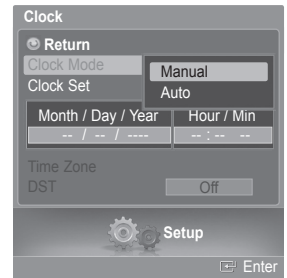 Clock
Return
Clock Mode
Manual
Clock Set
Auto
Month / Day / Year
Hour / Min
-- / -- / ----
-- : -- --
Time Zone
DST
Off
Setup
Enter